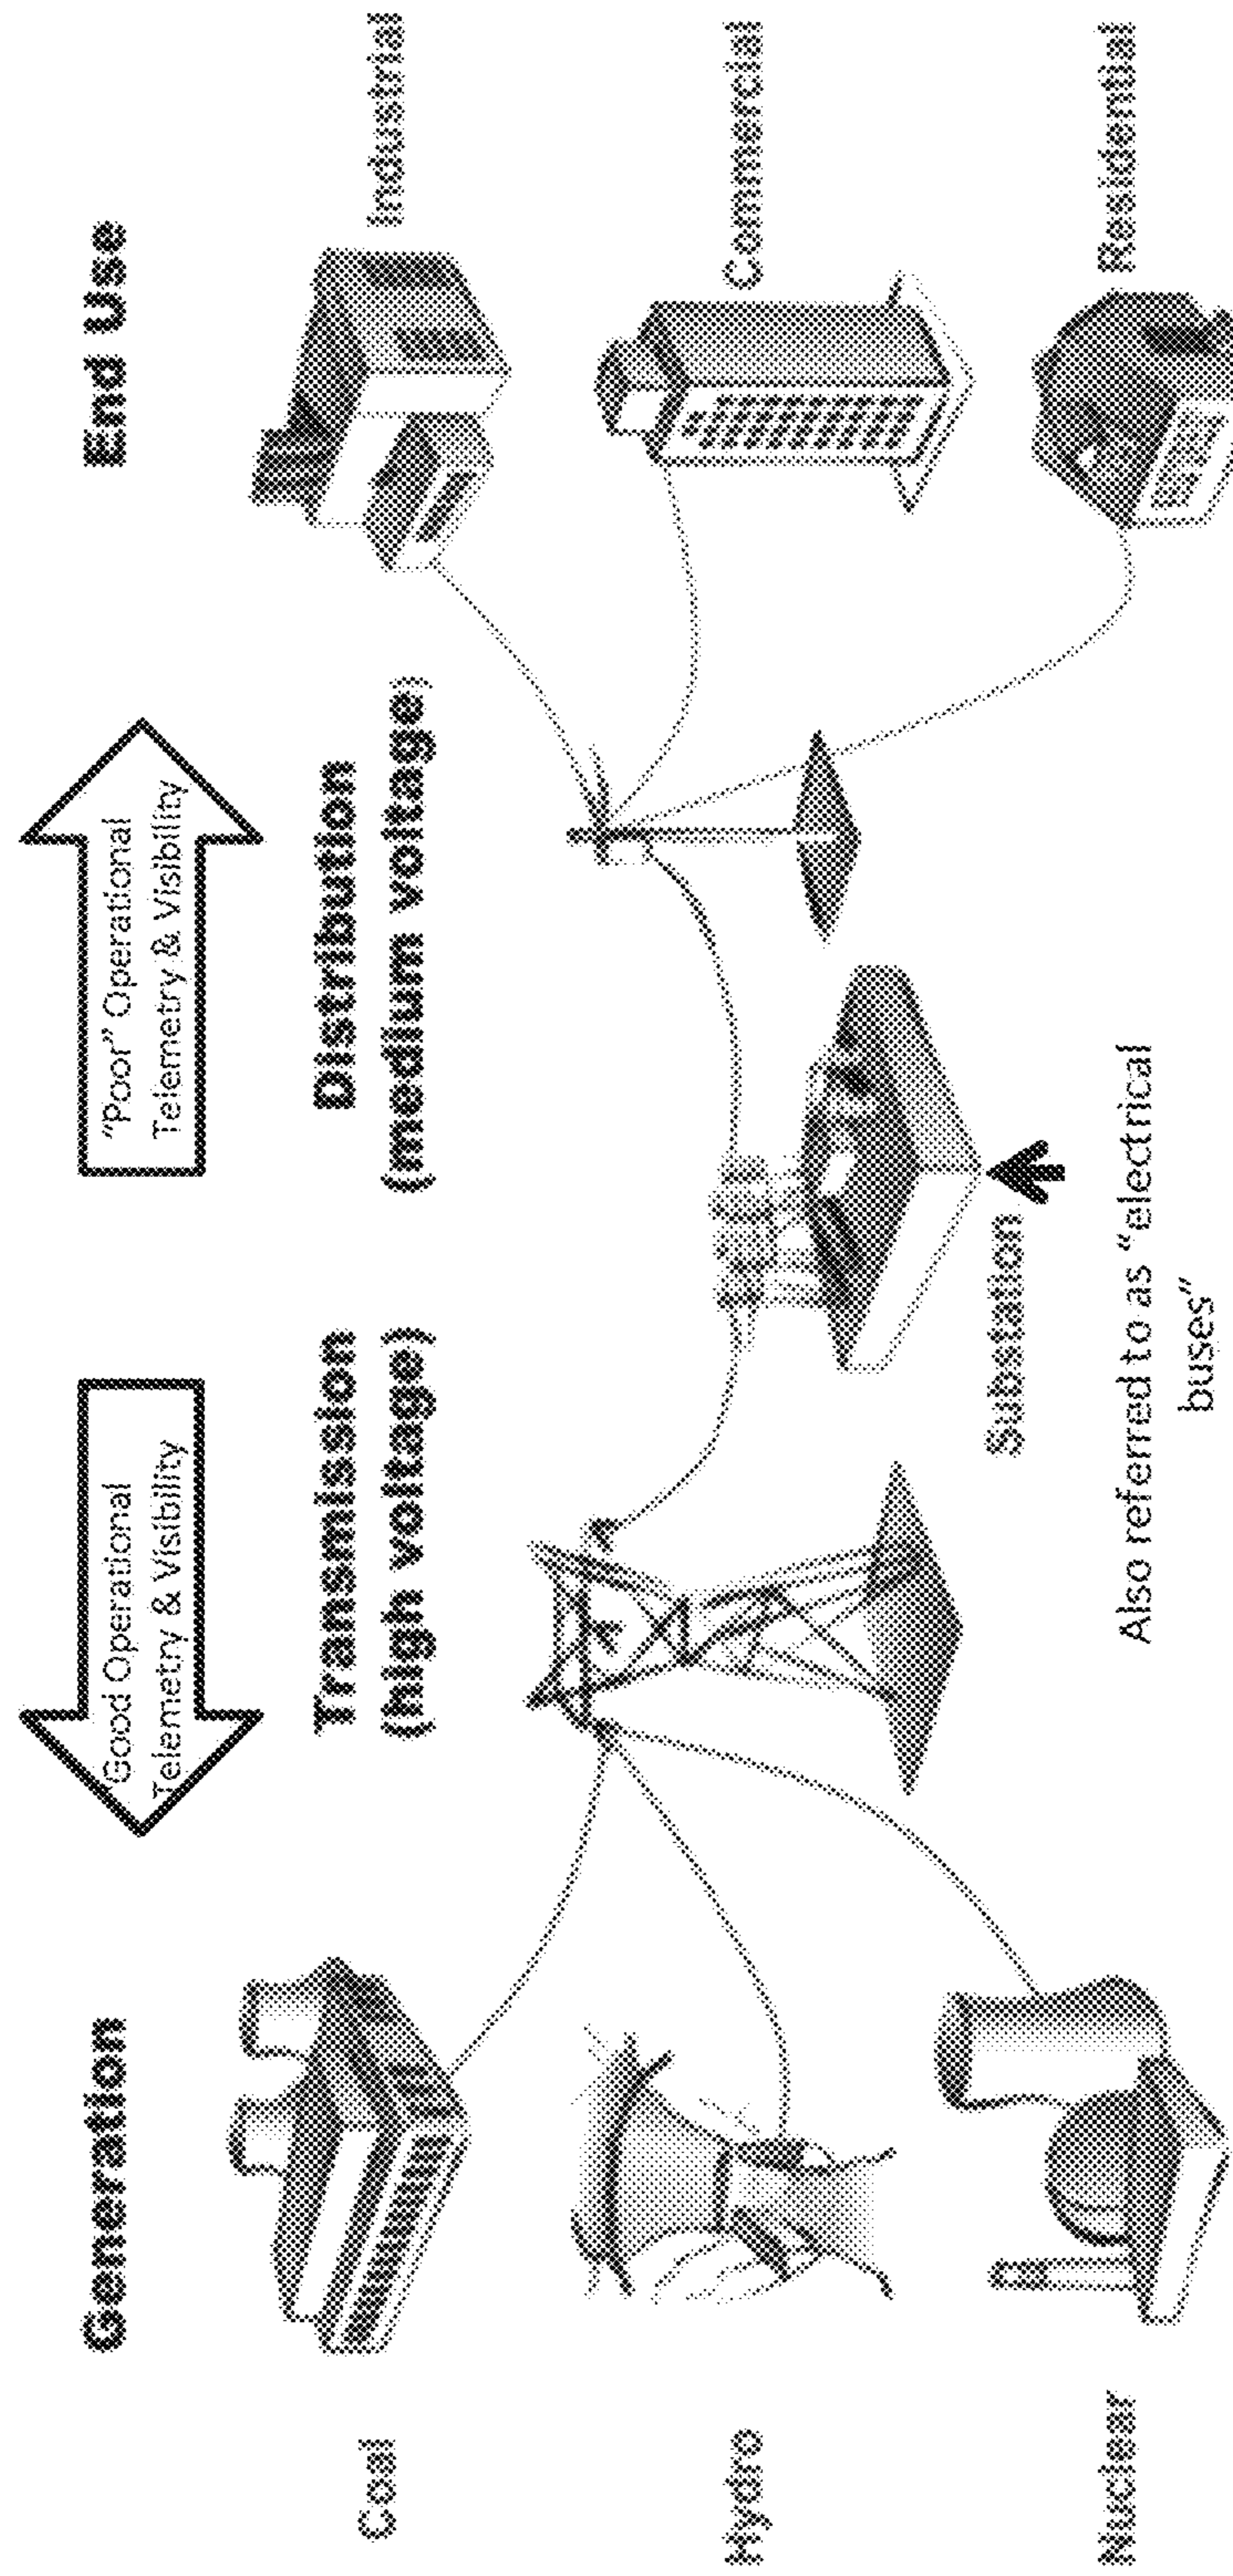 Generation
Good Operational
Telemetry & Visibility
"Poor" Operational
Telemetry & Visibility
End Use
Transmission
(high voltage)
Distribution
(medium voltage)
Coal
Hydro
Nuclear
Industrial
Commercial
Residential
Substation
Also referred to as "electrical
buses"